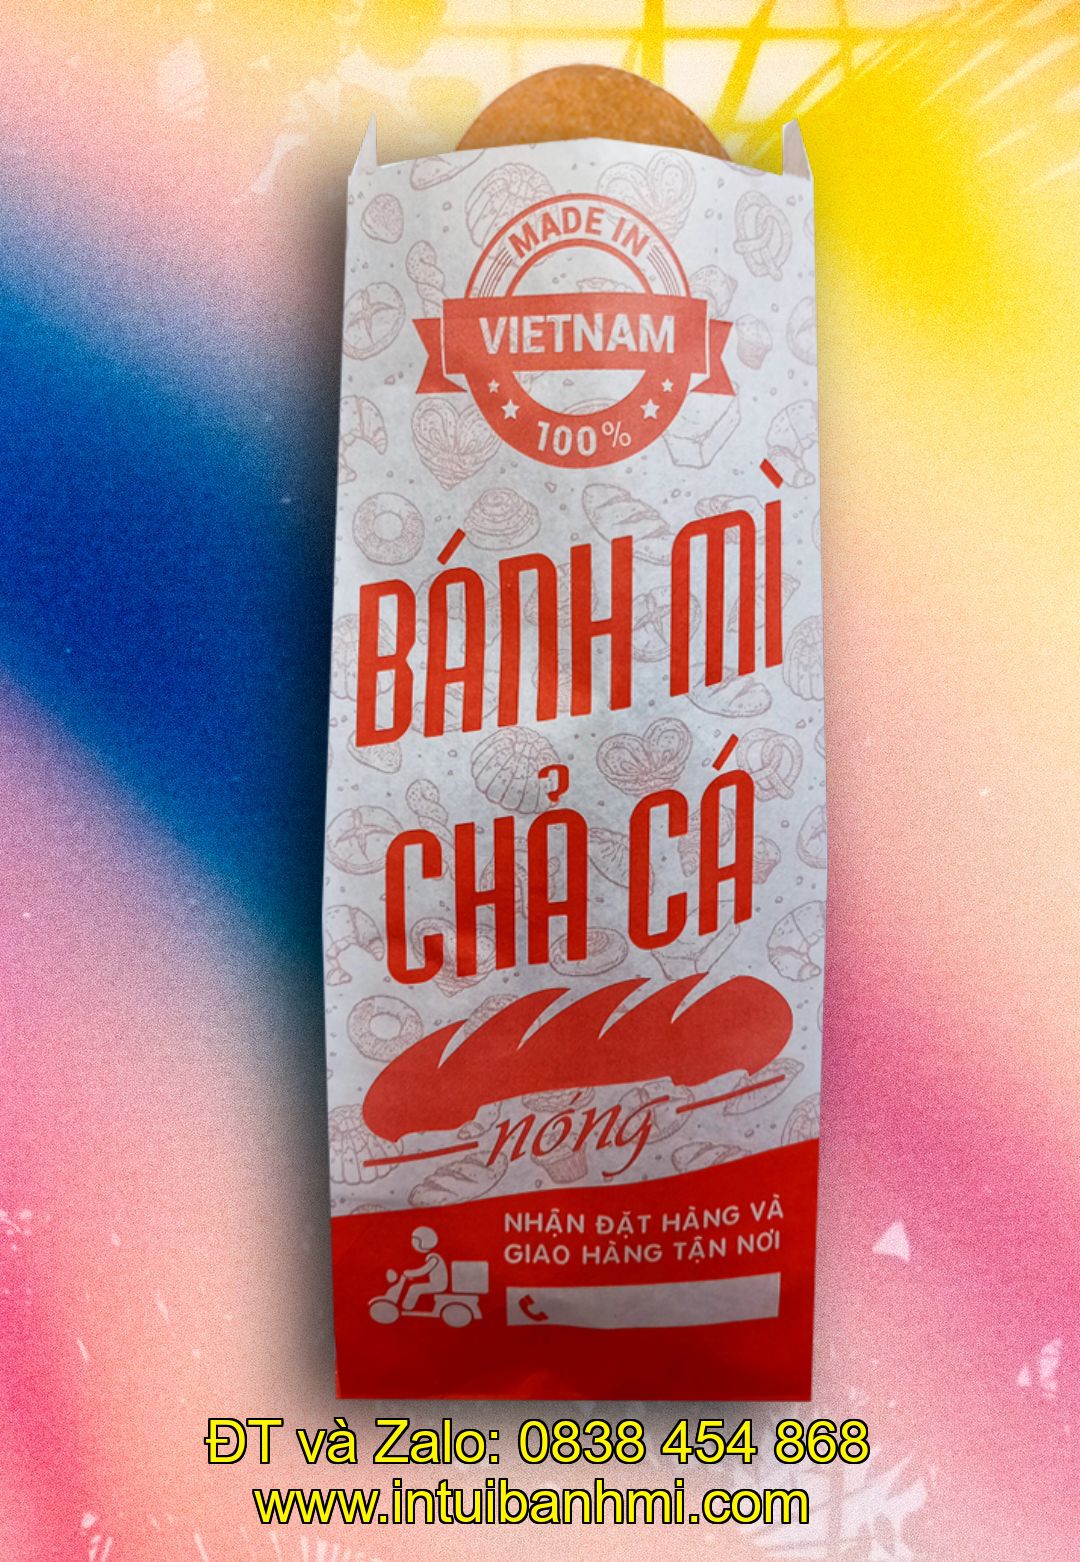 MADE IN
VIETNAM
100%
BÁNH MÌ
CHẢ CÁ
nóng
NHẬN ĐẶT HÀNG VÀ
GIAO HÀNG TẬN NƠI
ĐT và Zalo: 0838 454 868
www.intuibanhmi.com